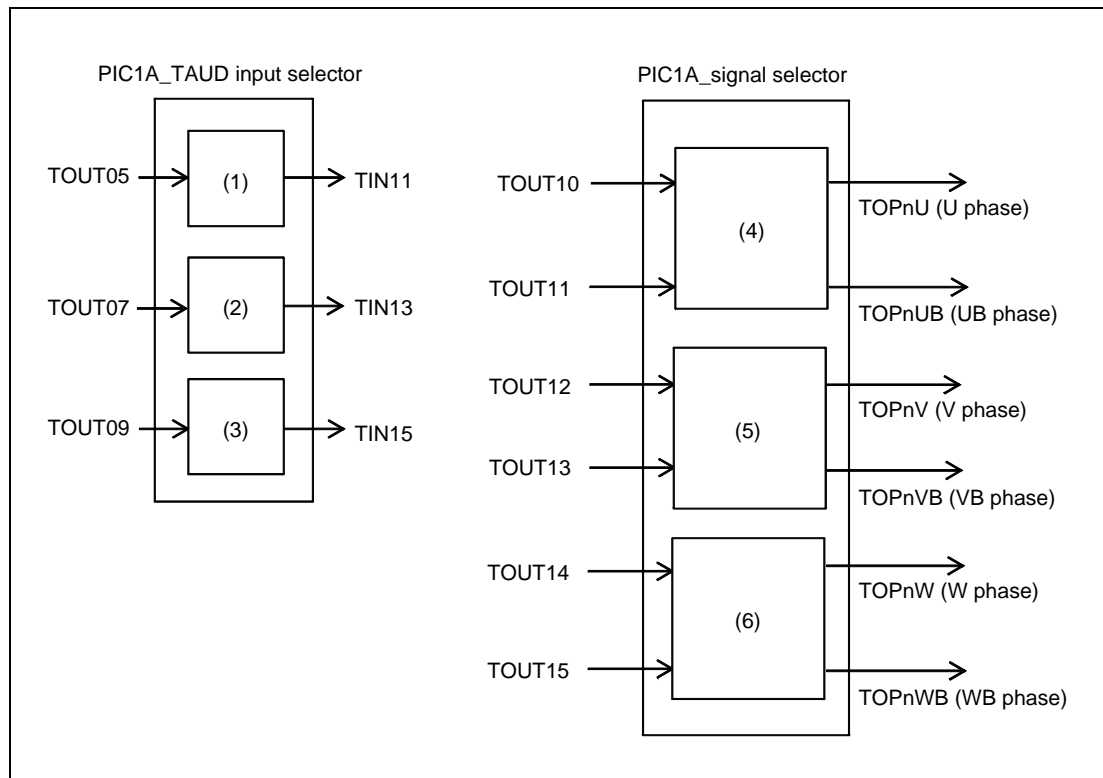 PIC1A_TAUD input selector
TOUT05
(1)
TIN11
TOUT07
(2)
TIN13
TOUT09
(3)
TIN15
PIC1A_signal selector
TOUT10
TOUT11
(4)
TOPnU (U phase)
TOPnUB (UB phase)
TOUT12
TOUT13
(5)
TOPnV (V phase)
TOPnVB (VB phase)
TOUT14
TOUT15
(6)
TOPnW (W phase)
TOPnWB (WB phase)